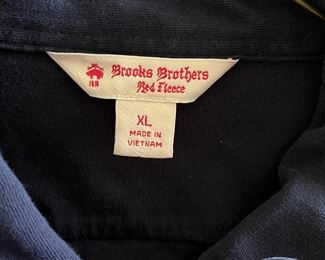 Brooks Brothers
Red Fleece
XL
MADE IN
VIETNAM